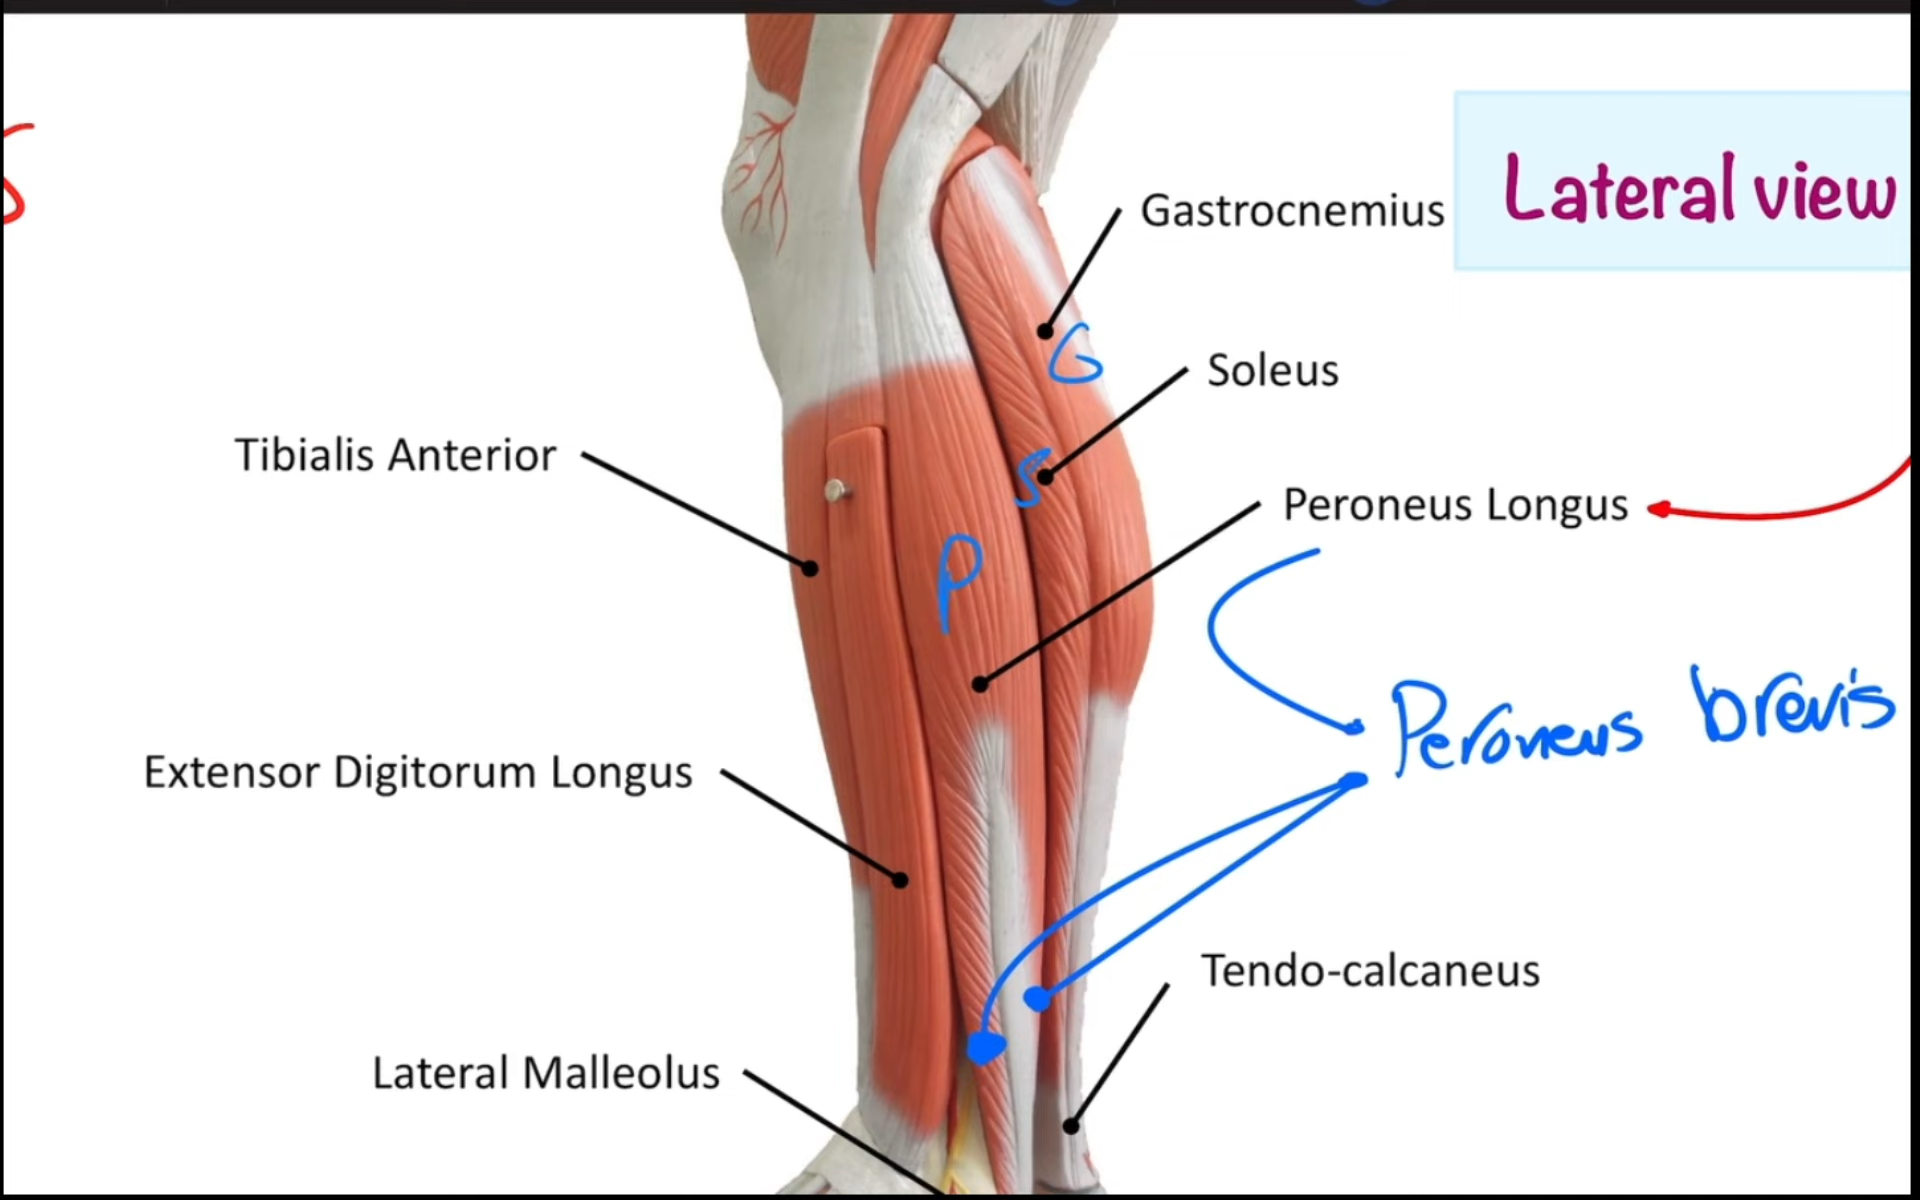 Lateral view
Gastrocnemius
Soleus
G
Tibialis Anterior
S
Peroneus Longus
P
Peroneus brevis
Extensor Digitorum Longus
Tendo-calcaneus
Lateral Malleolus